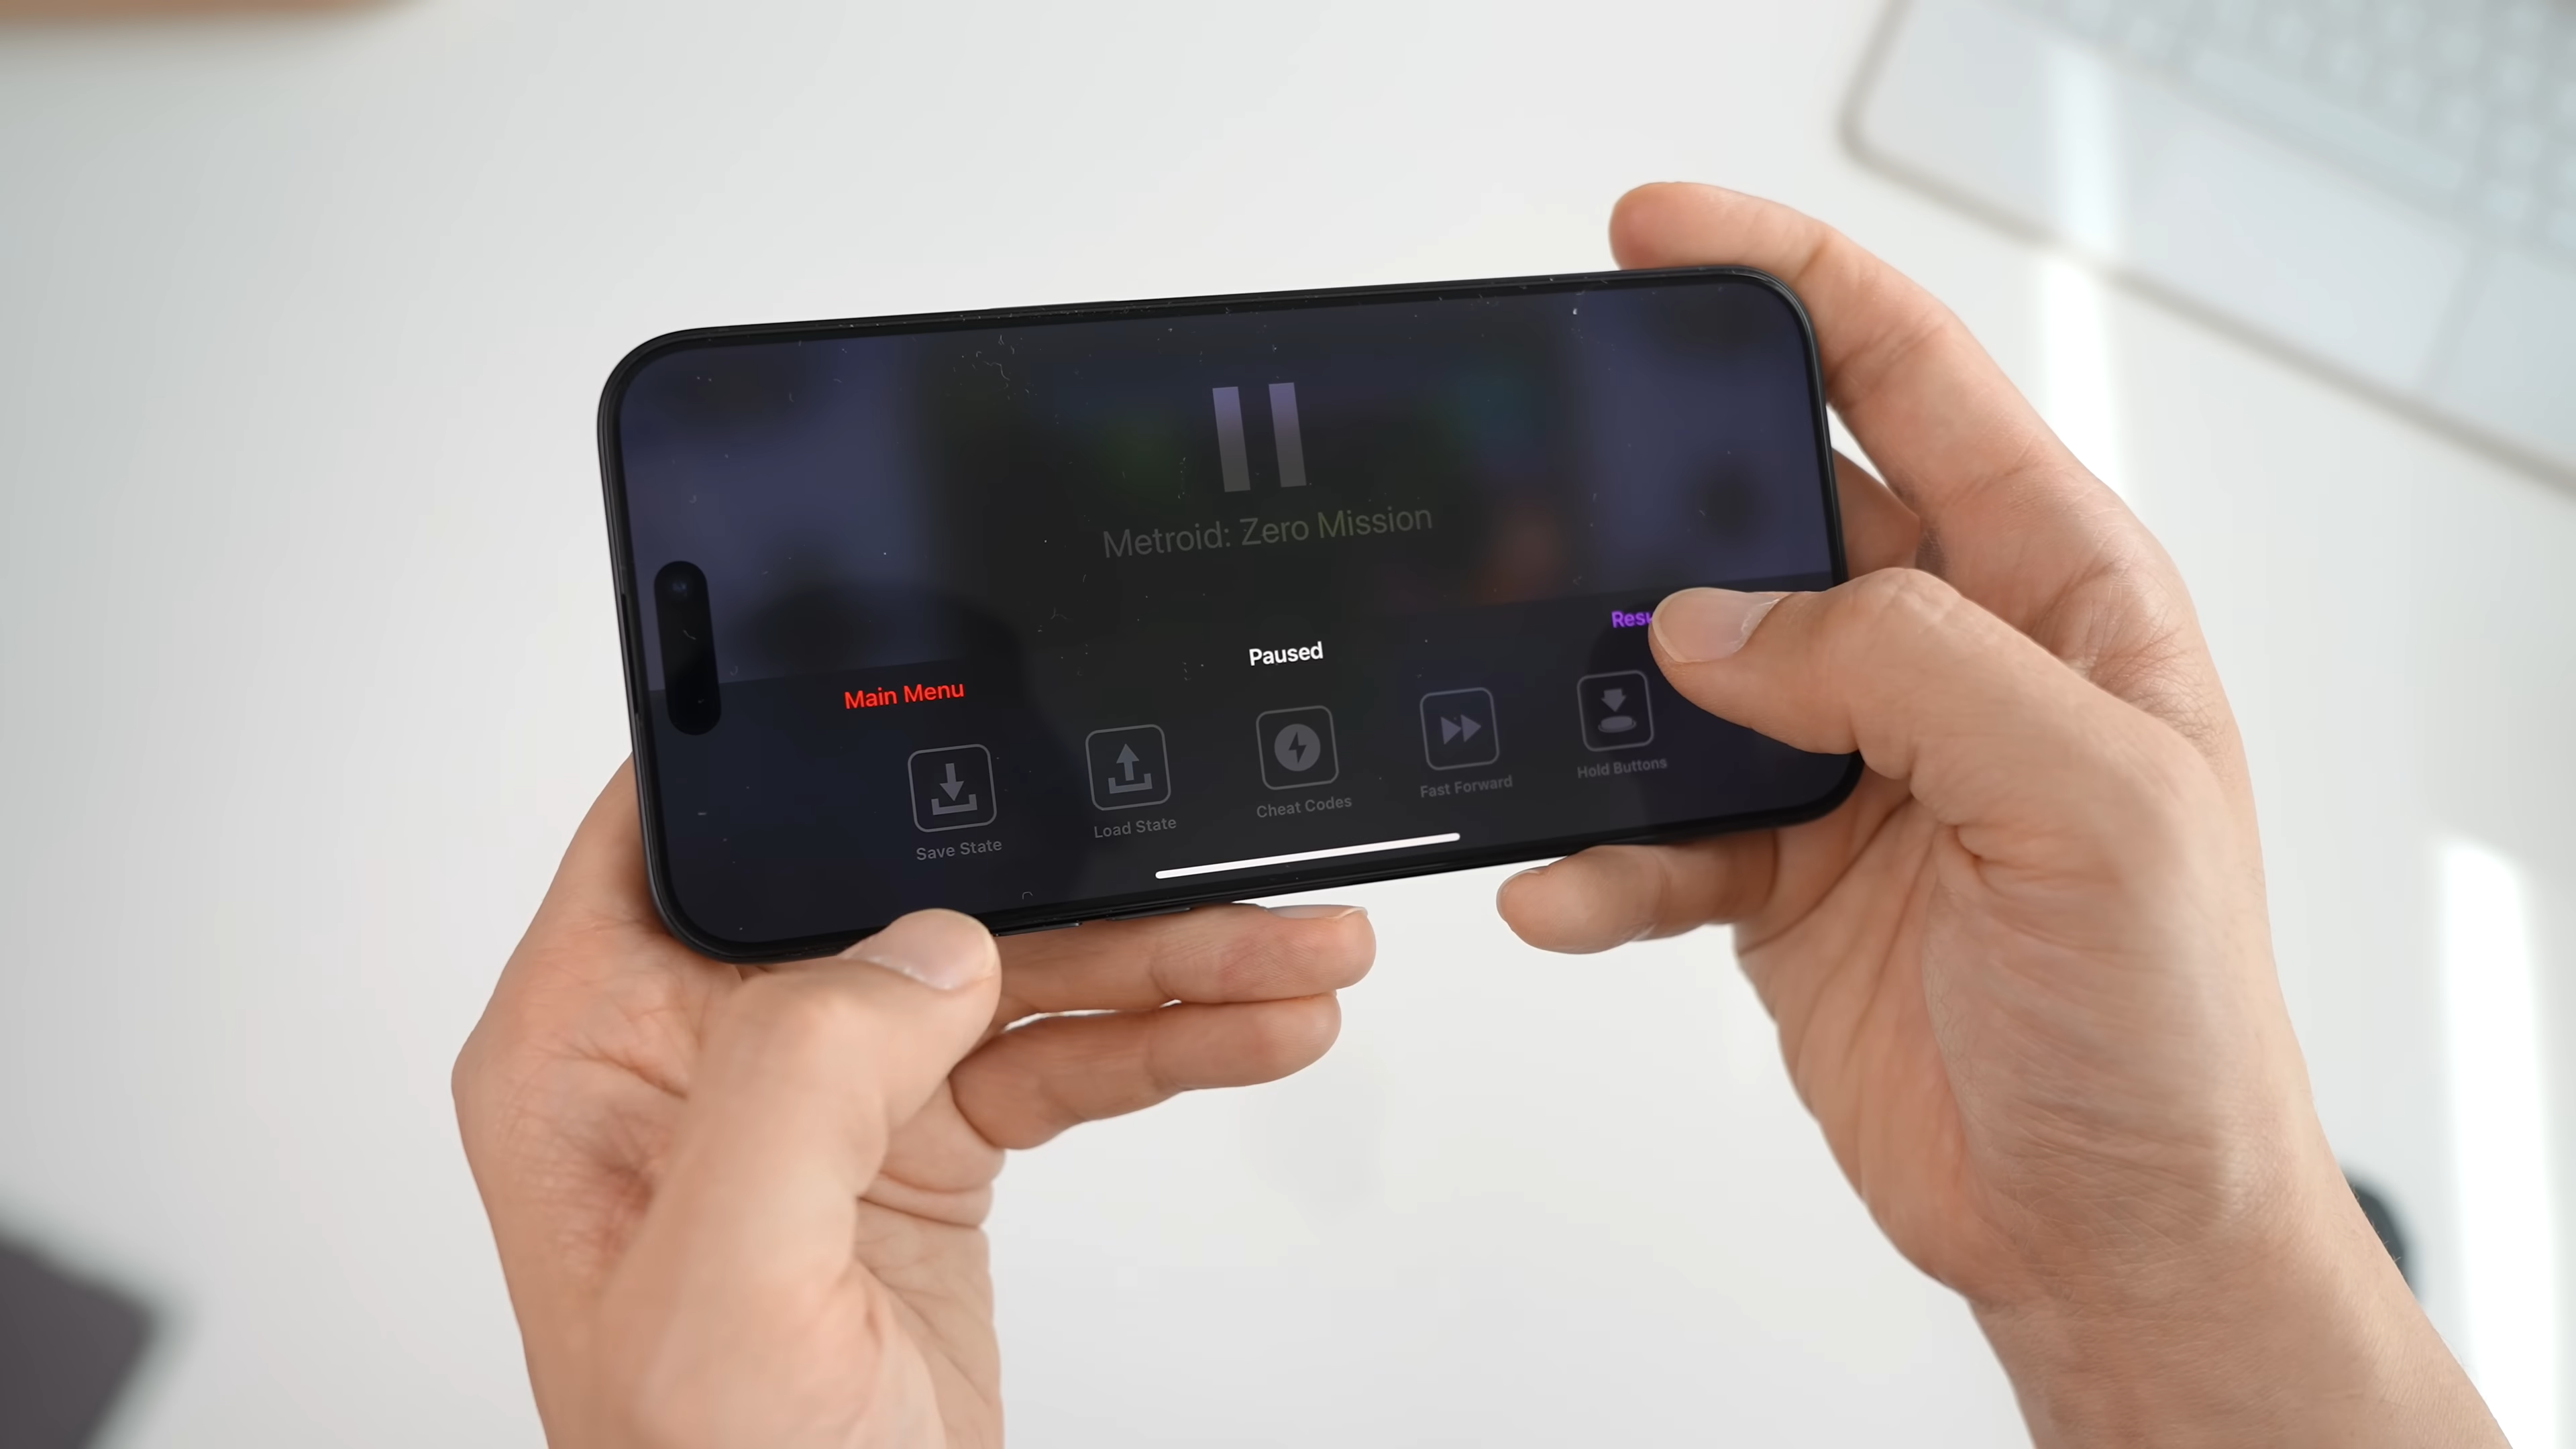 Metroid: Zero Mission
Main Menu
Paused
Save State
Load State
Cheat Codes
Fast Forward
Hold Buttons